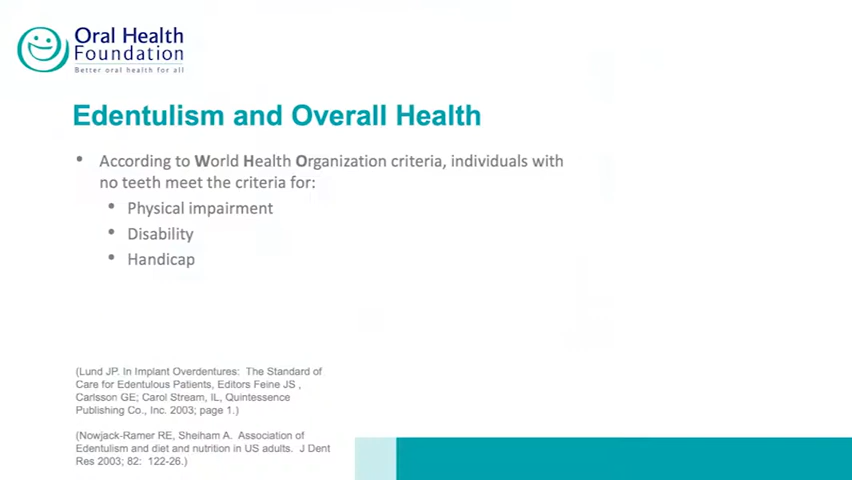 Oral Health
Foundation
Better oral health for all
Edentulism and Overall Health
• According to World Health Organization criteria, individuals with
no teeth meet the criteria for:
• Physical impairment
• Disability
• Handicap
(Lund JP. In Implant Overdentures: The Standard of
Care for Edentulous Patients, Editors Feine JS ,
Carlsson GE; Carol Stream, IL, Quintessence
Publishing Co., Inc. 2003; page 1.)
(Nowjack-Ramer RE, Sheiham A. Association of
Edentulism and diet and nutrition in US adults. J Dent
Res 2003; 82: 122-26.)